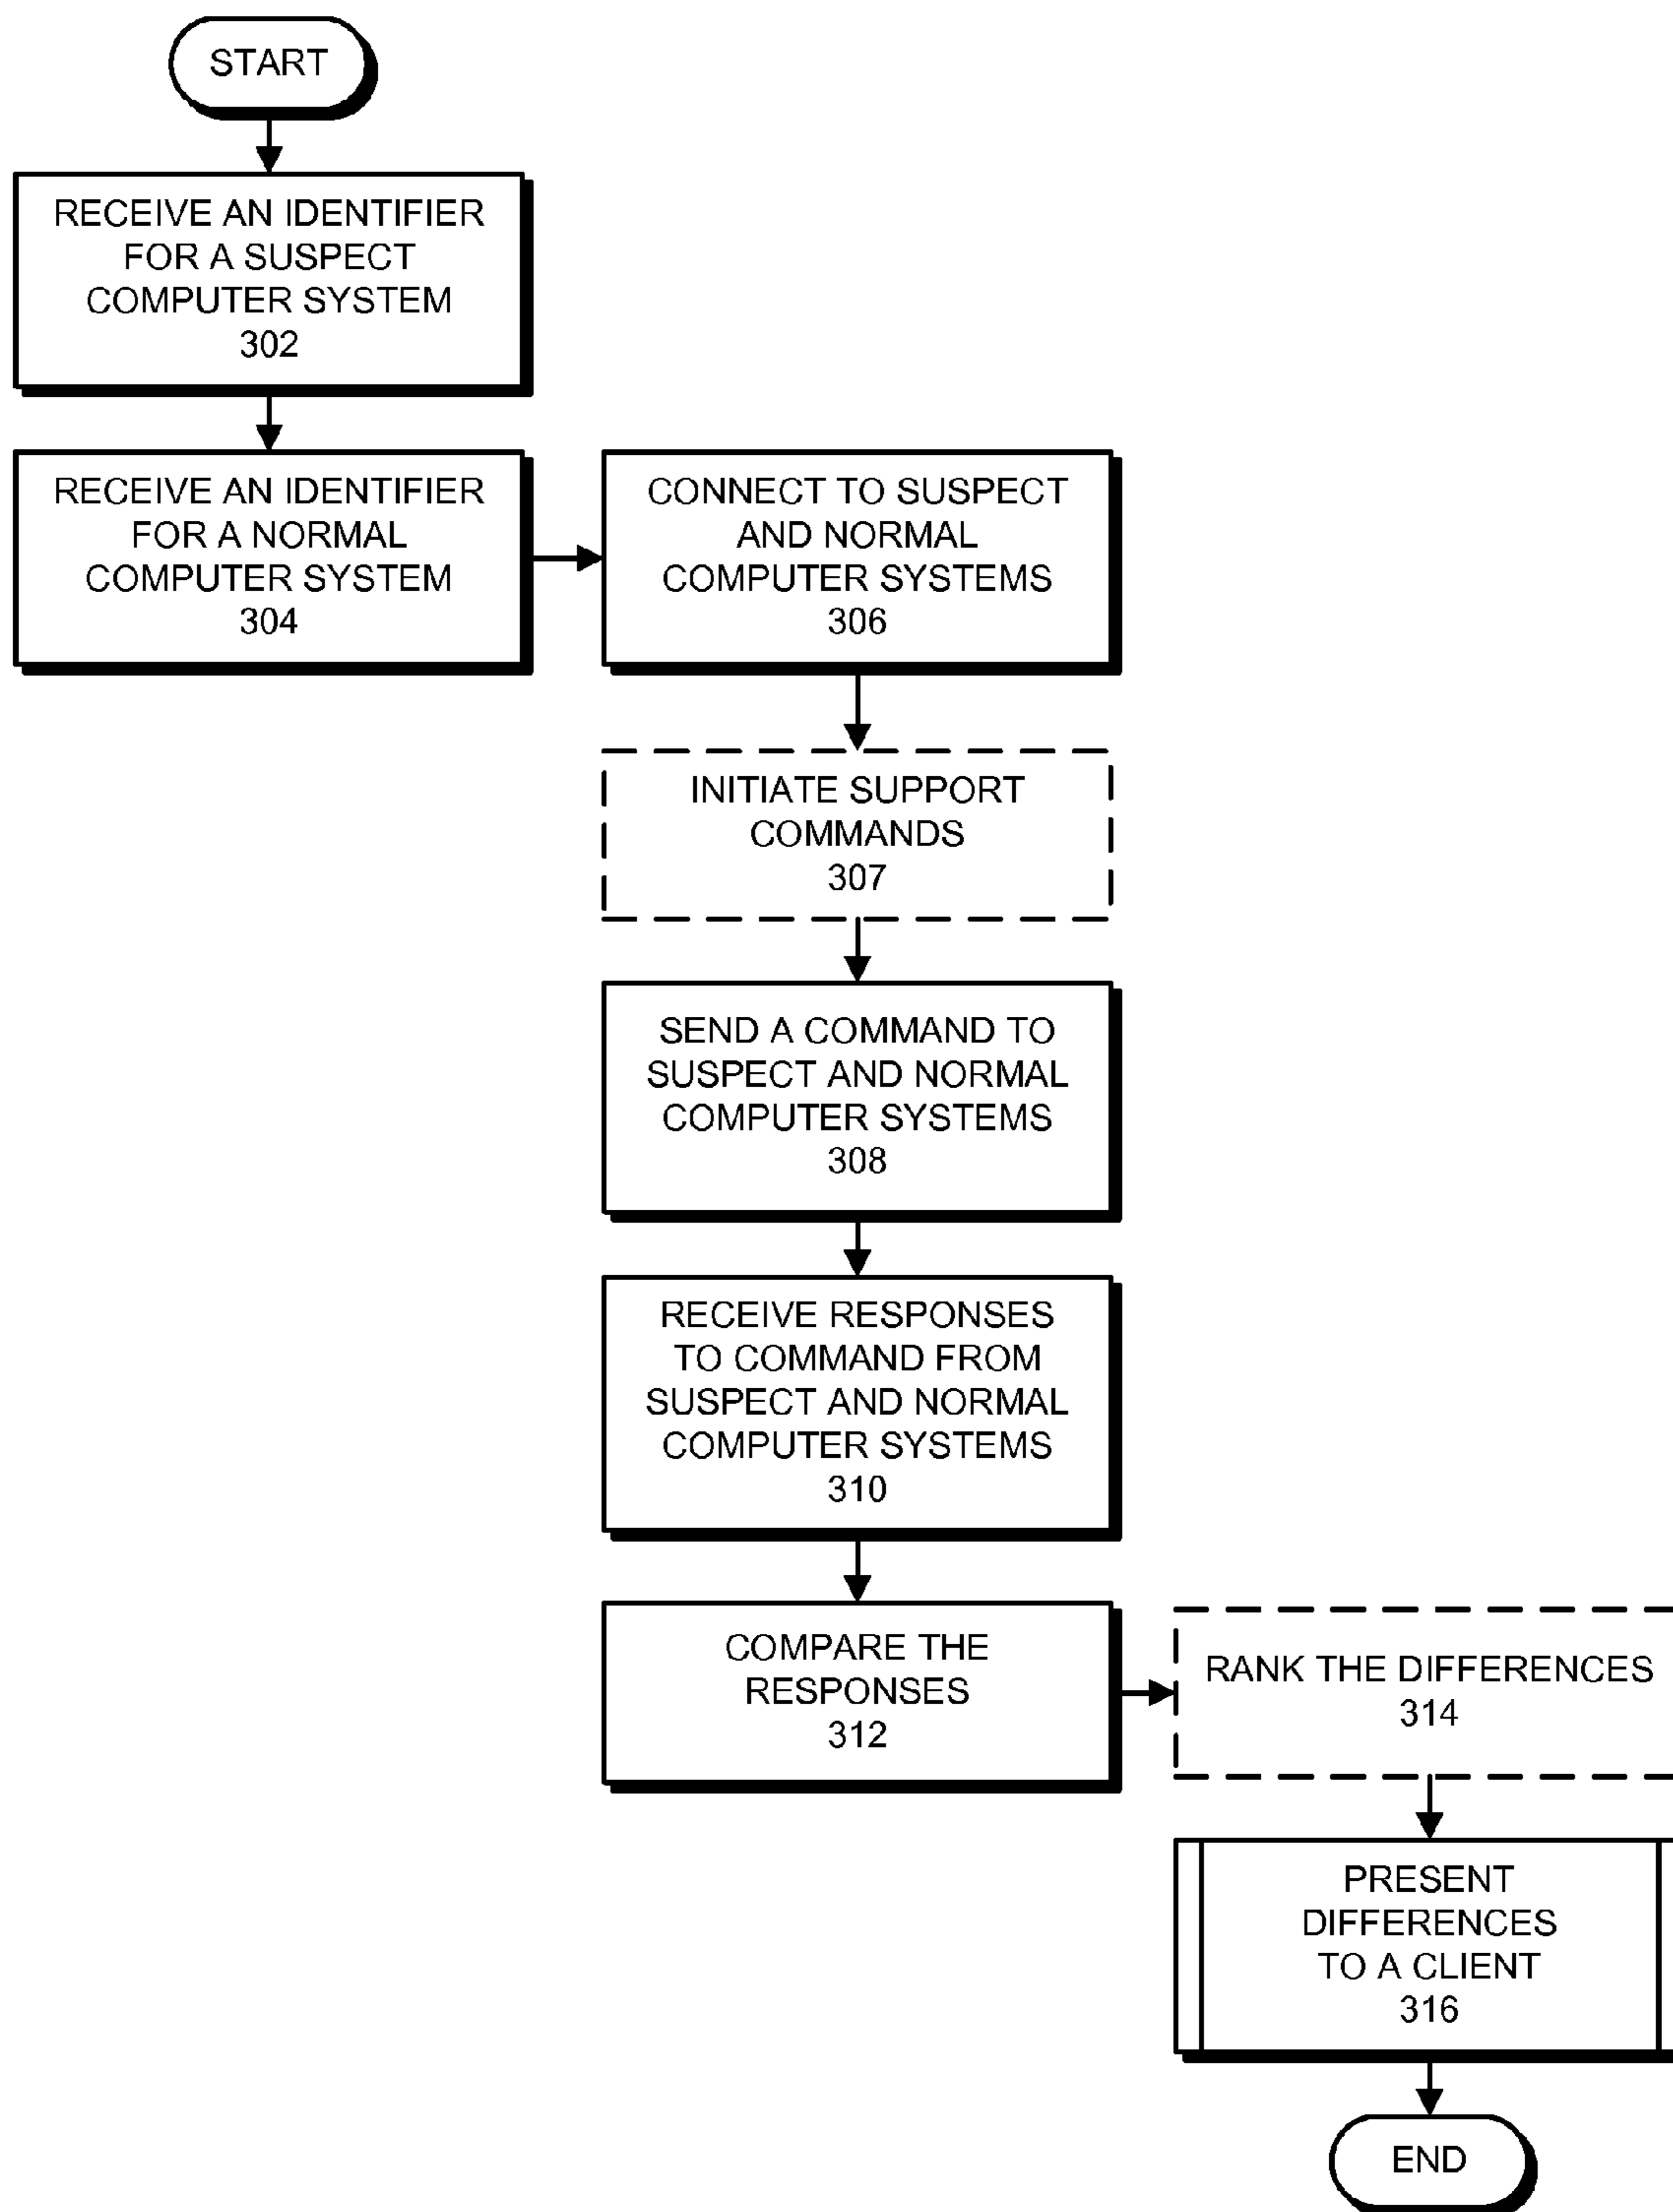 START
RECEIVE AN IDENTIFIER
FOR A SUSPECT
COMPUTER SYSTEM
302
RECEIVE AN IDENTIFIER
FOR A NORMAL
COMPUTER SYSTEM
304
CONNECT TO SUSPECT
AND NORMAL
COMPUTER SYSTEMS
306
INITIATE SUPPORT
COMMANDS
307
SEND A COMMAND TO
SUSPECT AND NORMAL
COMPUTER SYSTEMS
308
RECEIVE RESPONSES
TO COMMAND FROM
SUSPECT AND NORMAL
COMPUTER SYSTEMS
310
COMPARE THE
RESPONSES
312
RANK THE DIFFERENCES
314
PRESENT
DIFFERENCES
TO A CLIENT
316
END